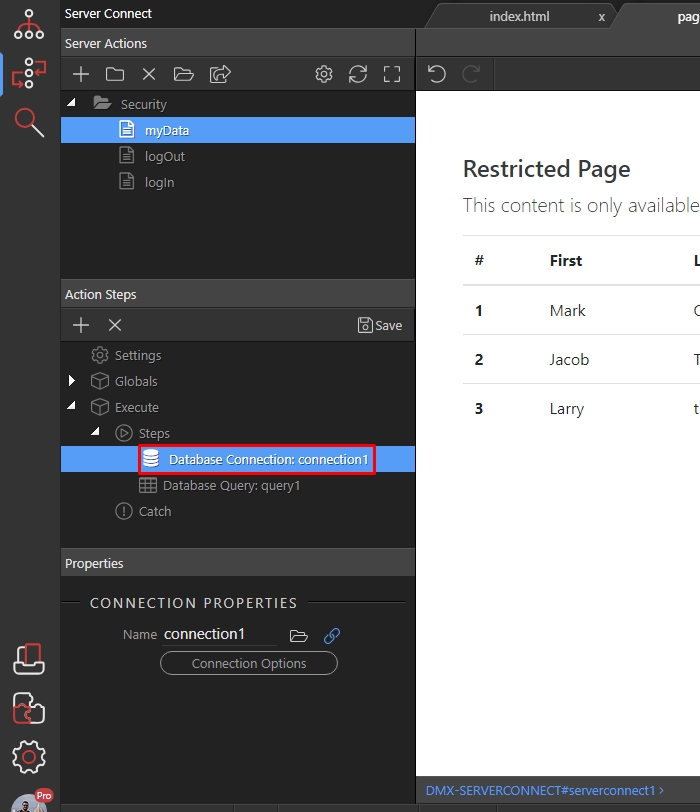 Server Connect
index.html x
pag
Server Actions
Security
myData
logOut
logIn
Restricted Page
This content is only available
# First L
1 Mark
2 Jacob T
3 Larry t
Action Steps
Save
Settings
Globals
Execute
Steps
Database Connection: connection1
Database Query: query1
Catch
Properties
CONNECTION PROPERTIES
Name connection1
Connection Options
Pro
DMX-SERVERCONNECT#serverconnect1 ›